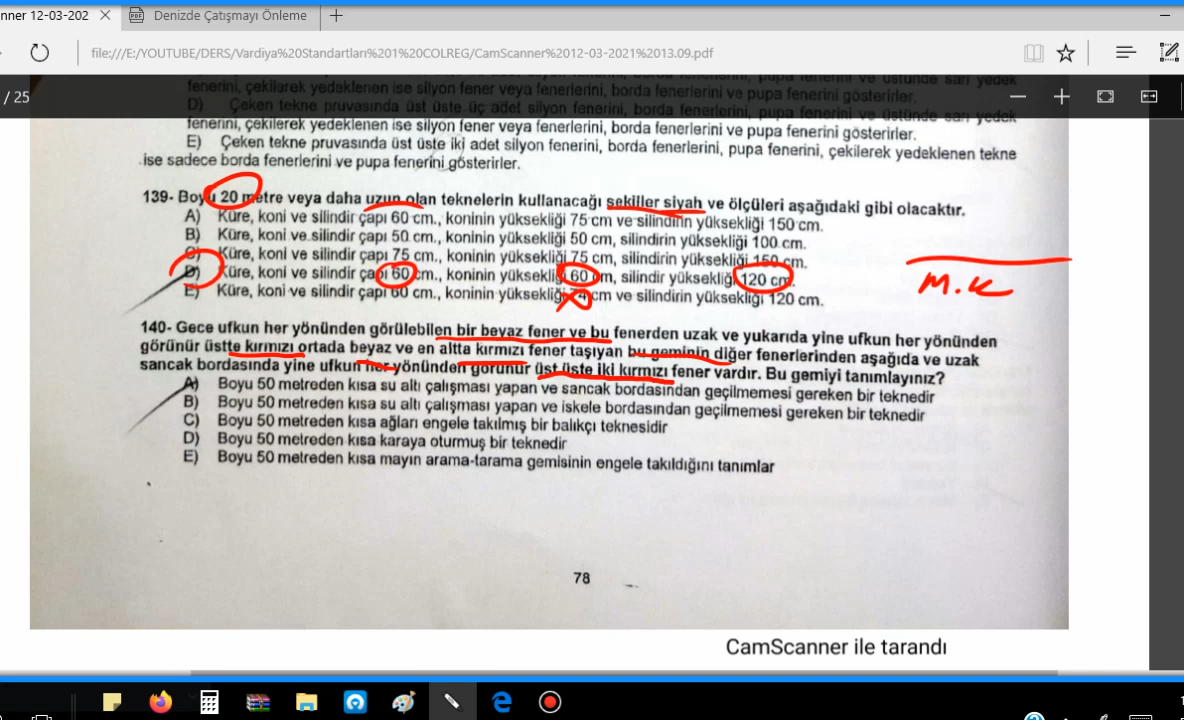 nner 12-03-202
Denizde Çatışmayı Önleme
file:///E:/YOUTUBE/DERS/Vardiya%20Standartları%201%20COLREG/CamScanner%2012-03-2021%2013.09.pdf
/ 25
fenerini, çekilerek yedeklenen ise silyon fener veya fenerlerini, borda fenerlerini ve pupa fenerini gösterirler.
D) Çeken tekne pruvasında üst üste üç adet silyon fenerini, borda fenerlerini, pupa fenerini ve üstünde sarı yedek
fenerini, çekilerek yedeklenen ise silyon fener veya fenerlerini, borda fenerlerini ve pupa fenerini gösterirler.
E) Çeken tekne pruvasında üst üste iki adet silyon fenerini, borda fenerlerini, pupa fenerini, çekilerek yedeklenen tekne
ise sadece borda fenerlerini ve pupa fenerini gösterirler.
139- Boyu 20 metre veya daha uzun olan teknelerin kullanacağı şekiller siyah ve ölçüleri aşağıdaki gibi olacaktır.
A) Küre, koni ve silindir çapı 60 cm., koninin yüksekliği 75 cm ve silindirin yüksekliği 150 cm.
B) Küre, koni ve silindir çapı 50 cm., koninin yüksekliği 50 cm, silindirin yüksekliği 100 cm.
C) Küre, koni ve silindir çapı 75 cm., koninin yüksekliği 75 cm, silindirin yüksekliği 150 cm.
D) Küre, koni ve silindir çapı 60 cm., koninin yüksekliği 60 cm, silindir yüksekliği 120 cm.
E) Küre, koni ve silindir çapı 60 cm., koninin yüksekliği cm ve silindirin yüksekliği 120 cm.
M.K
140- Gece ufkun her yönünden görülebilen bir beyaz fener ve bu fenerden uzak ve yukarıda yine ufkun her yönünden
görünür üstte kırmızı ortada beyaz ve en altta kırmızı fener taşıyan bu geminin diğer fenerlerinden aşağıda ve uzak
sancak bordasında yine ufkun her yönünden görünür üst üste iki kırmızı fener vardır. Bu gemiyi tanımlayınız?
A) Boyu 50 metreden kısa su altı çalışması yapan ve sancak bordasından geçilmemesi gereken bir teknedir
B) Boyu 50 metreden kısa su altı çalışması yapan ve iskele bordasından geçilmemesi gereken bir teknedir
C) Boyu 50 metreden kısa ağları engele takılmış bir balıkçı teknesidir
D) Boyu 50 metreden kısa karaya oturmuş bir teknedir
E) Boyu 50 metreden kısa mayın arama-tarama gemisinin engele takıldığını tanımlar
78
CamScanner ile tarandı